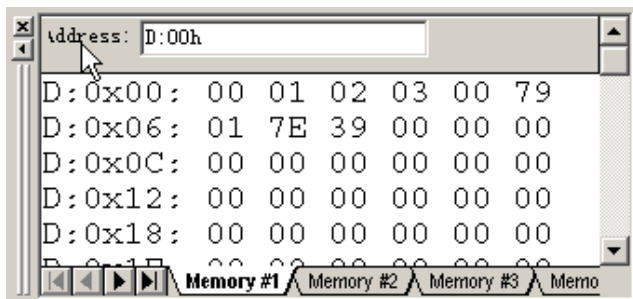 Address: D:00h
D:0x00: 00 01 02 03 00 79
D:0x06: 01 7E 39 00 00 00
D:0x0C: 00 00 00 00 00 00
D:0x12: 00 00 00 00 00 00
D:0x18: 00 00 00 00 00 00
Memory #1 Memory #2 Memory #3 Memo